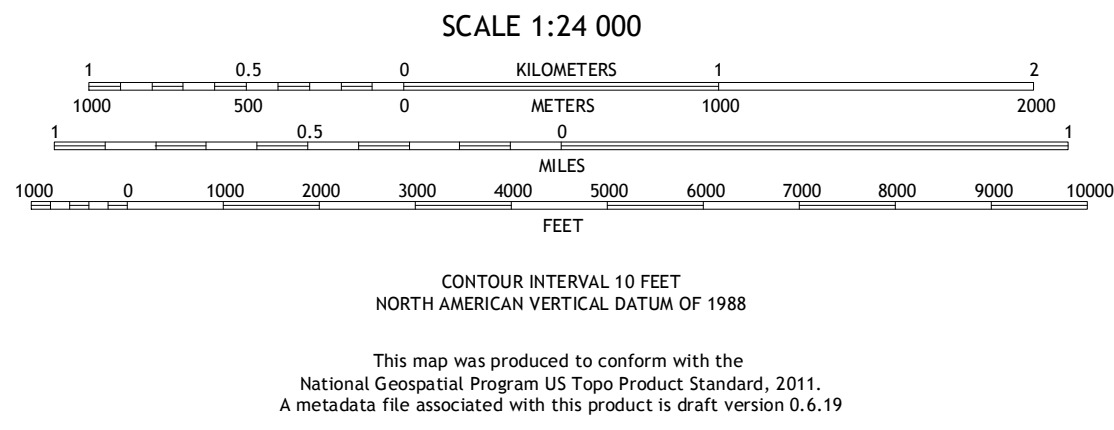 SCALE 1:24 000
1 0.5 0 KILOMETERS 1 2
1000 500 0 METERS 1000 2000
1 0.5 0 1
MILES
1000 0 1000 2000 3000 4000 5000 6000 7000 8000 9000 10000
FEET
CONTOUR INTERVAL 10 FEET
NORTH AMERICAN VERTICAL DATUM OF 1988
This map was produced to conform with the
National Geospatial Program US Topo Product Standard, 2011.
A metadata file associated with this product is draft version 0.6.19